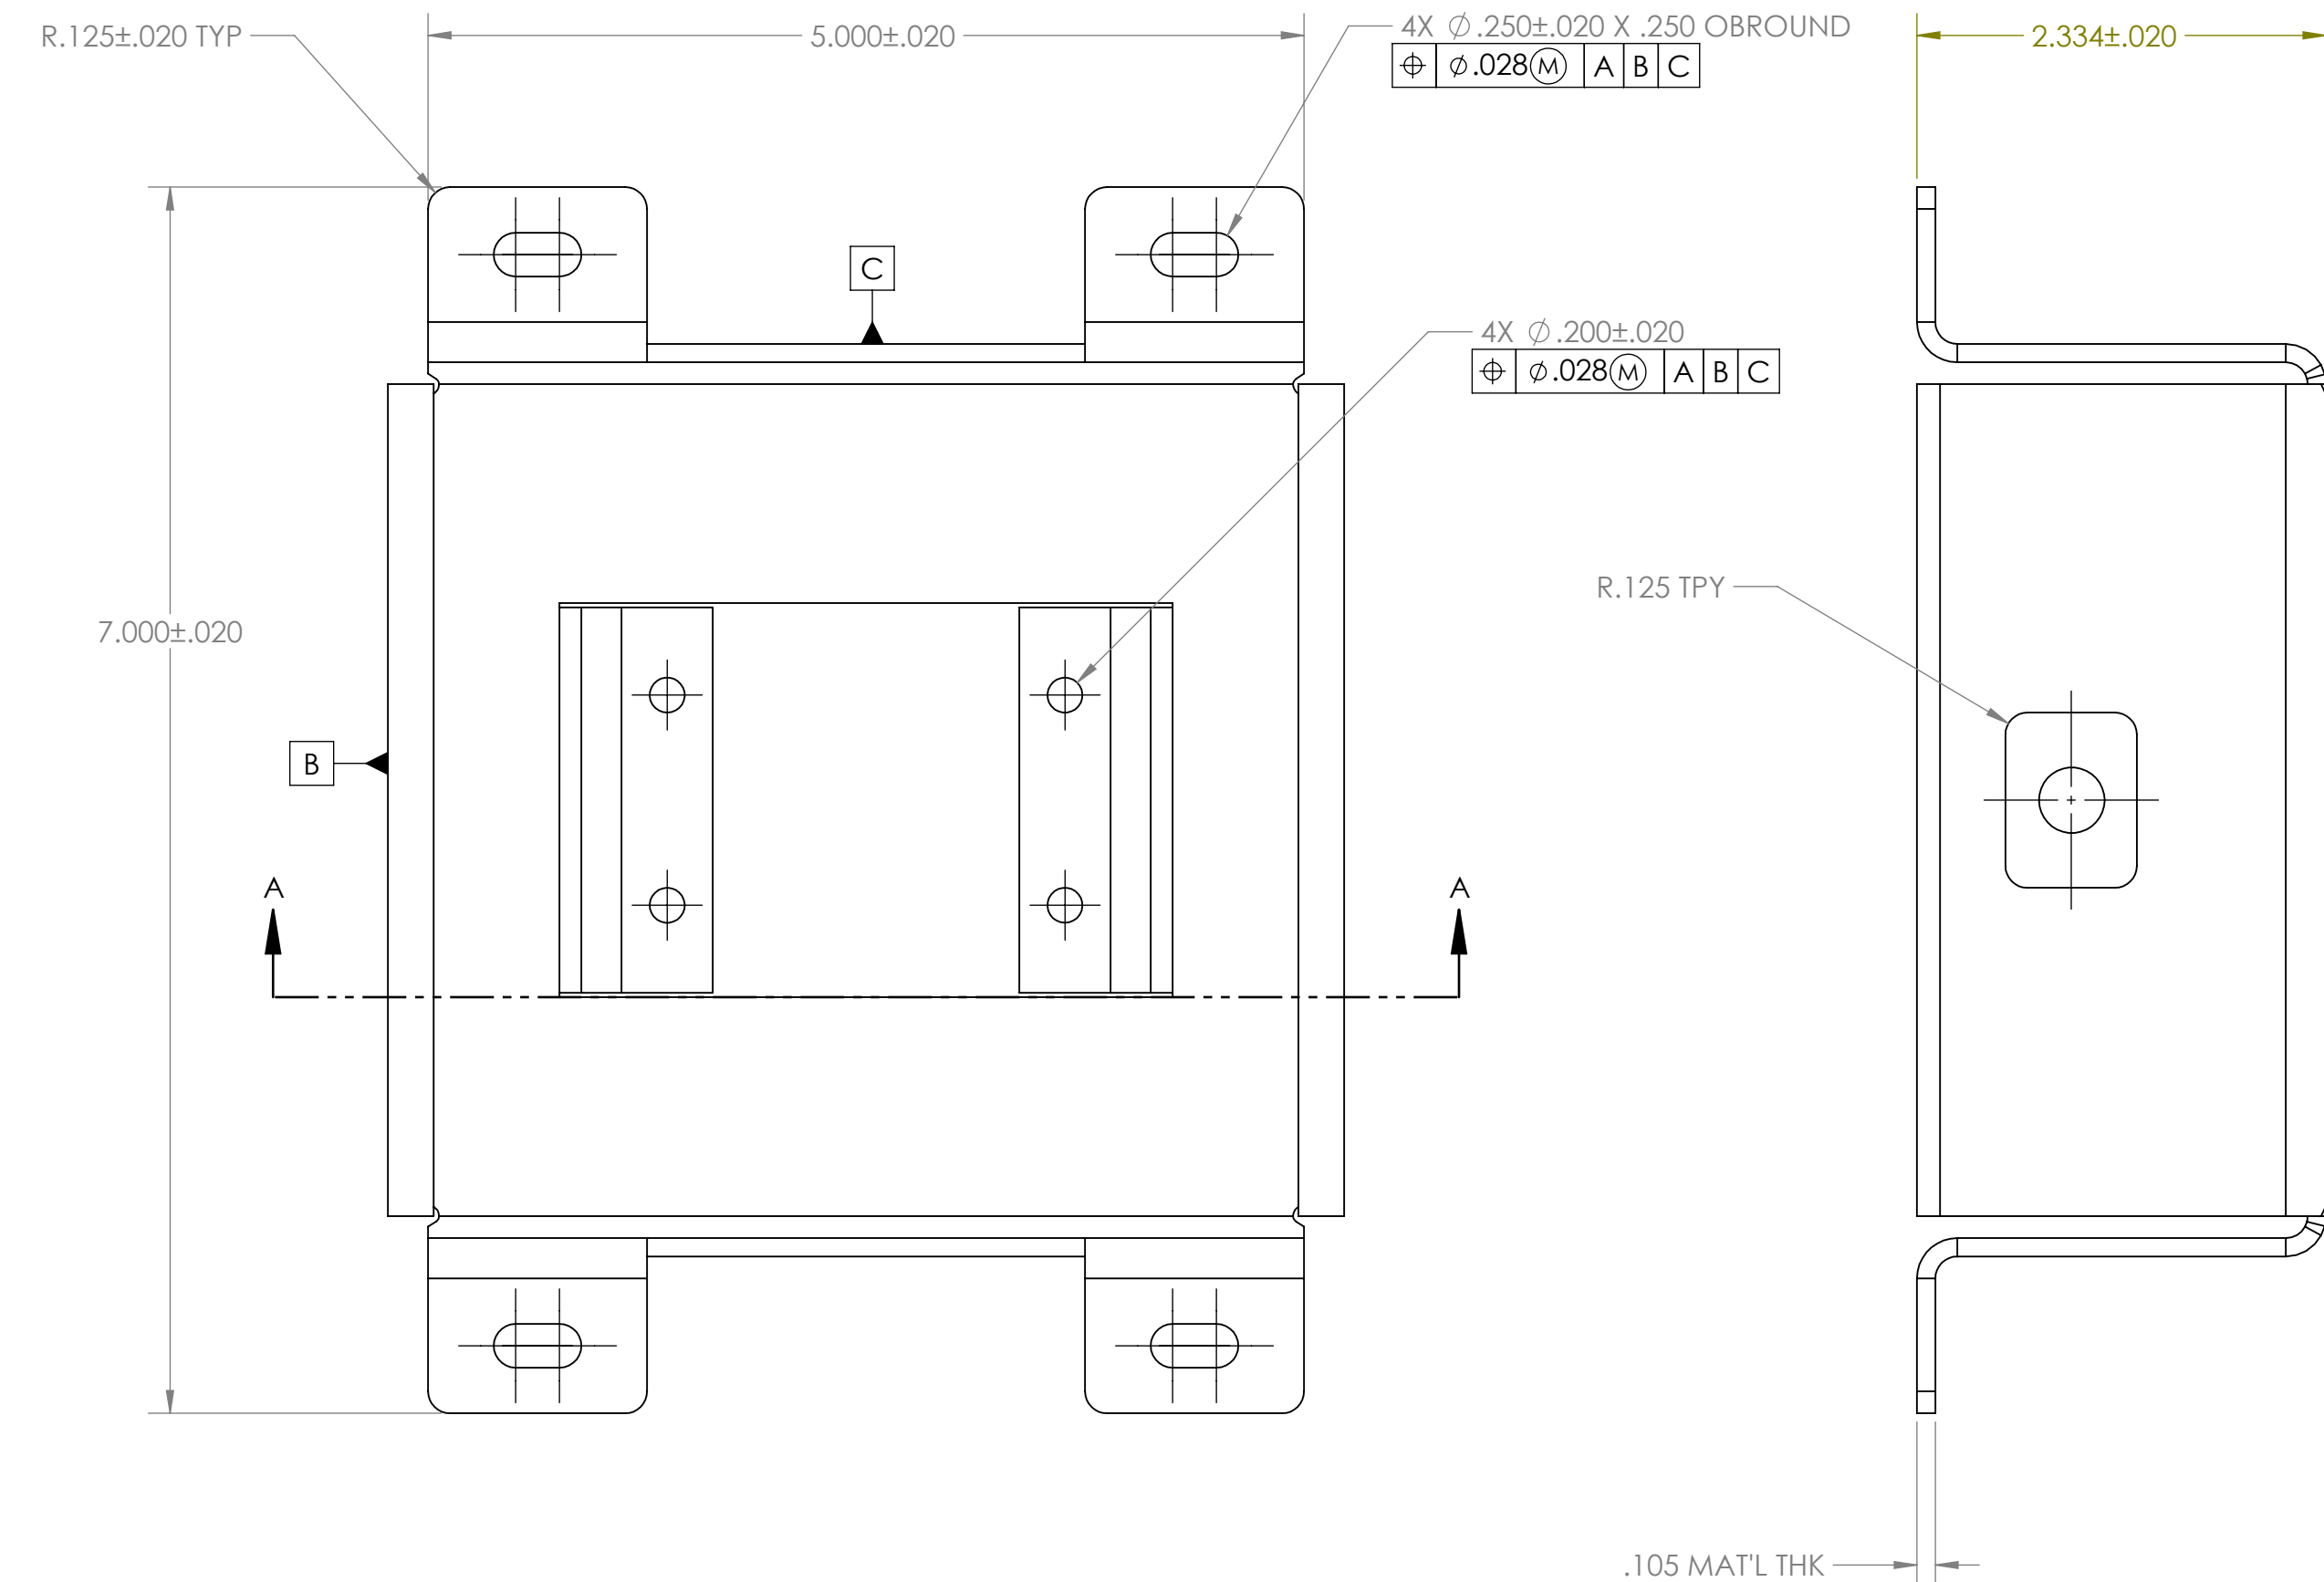 R.125±.020 TYP
5.000±.020
4X ⌀.250±.020 X .250 OBROUND
⌖ ⌀.028Ⓜ A B C
2.334±.020
C
4X ⌀.200±.020
⌖ ⌀.028Ⓜ A B C
R.125 TPY
7.000±.020
B
A
A
.105 MAT'L THK